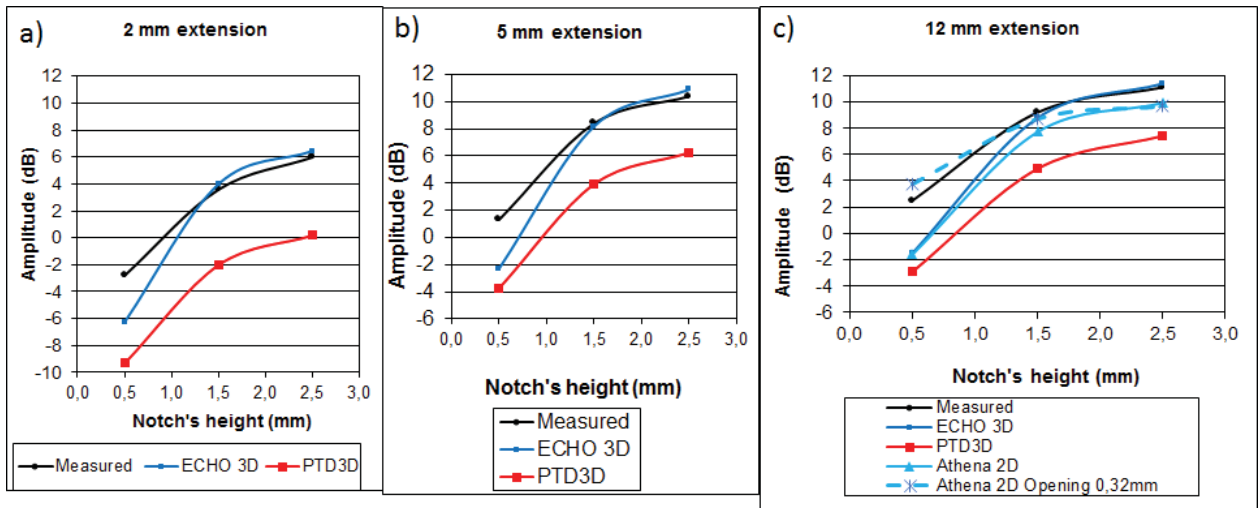 a)
2 mm extension
Amplitude (dB)
12
10
8
6
4
2
0
-2
-4
-6
-8
-10
0,0 0,5 1,0 1,5 2,0 2,5 3,0
Notch's height (mm)
Measured ECHO 3D PTD3D
b)
5 mm extension
Amplitude (dB)
12
10
8
6
4
2
0
-2
-4
-6
0,0 0,5 1,0 1,5 2,0 2,5 3,0
Notch's height (mm)
Measured
ECHO 3D
PTD3D
c)
12 mm extension
Amplitude (dB)
12
10
8
6
4
2
0
-2
-4
-6
0,0 0,5 1,0 1,5 2,0 2,5 3,0
Notch's height (mm)
Measured
ECHO 3D
PTD3D
Athena 2D
Athena 2D Opening 0,32mm